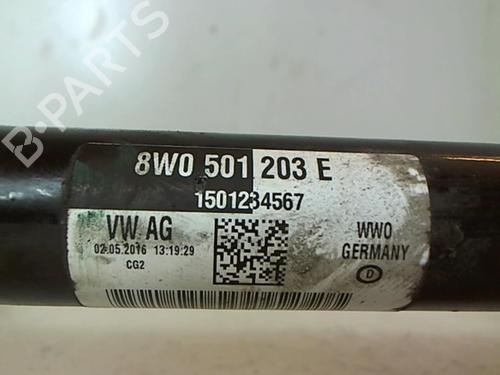 8W0 501 203 E
1501234567
VW AG
02.05.2016 13:19:29
CG2
WWO
GERMANY
D
B-PARTS